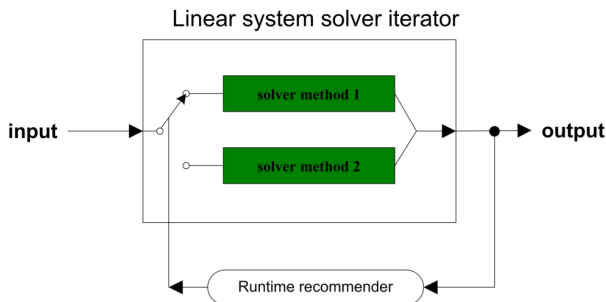 Linear system solver iterator
solver method 1
input
output
solver method 2
Runtime recommender